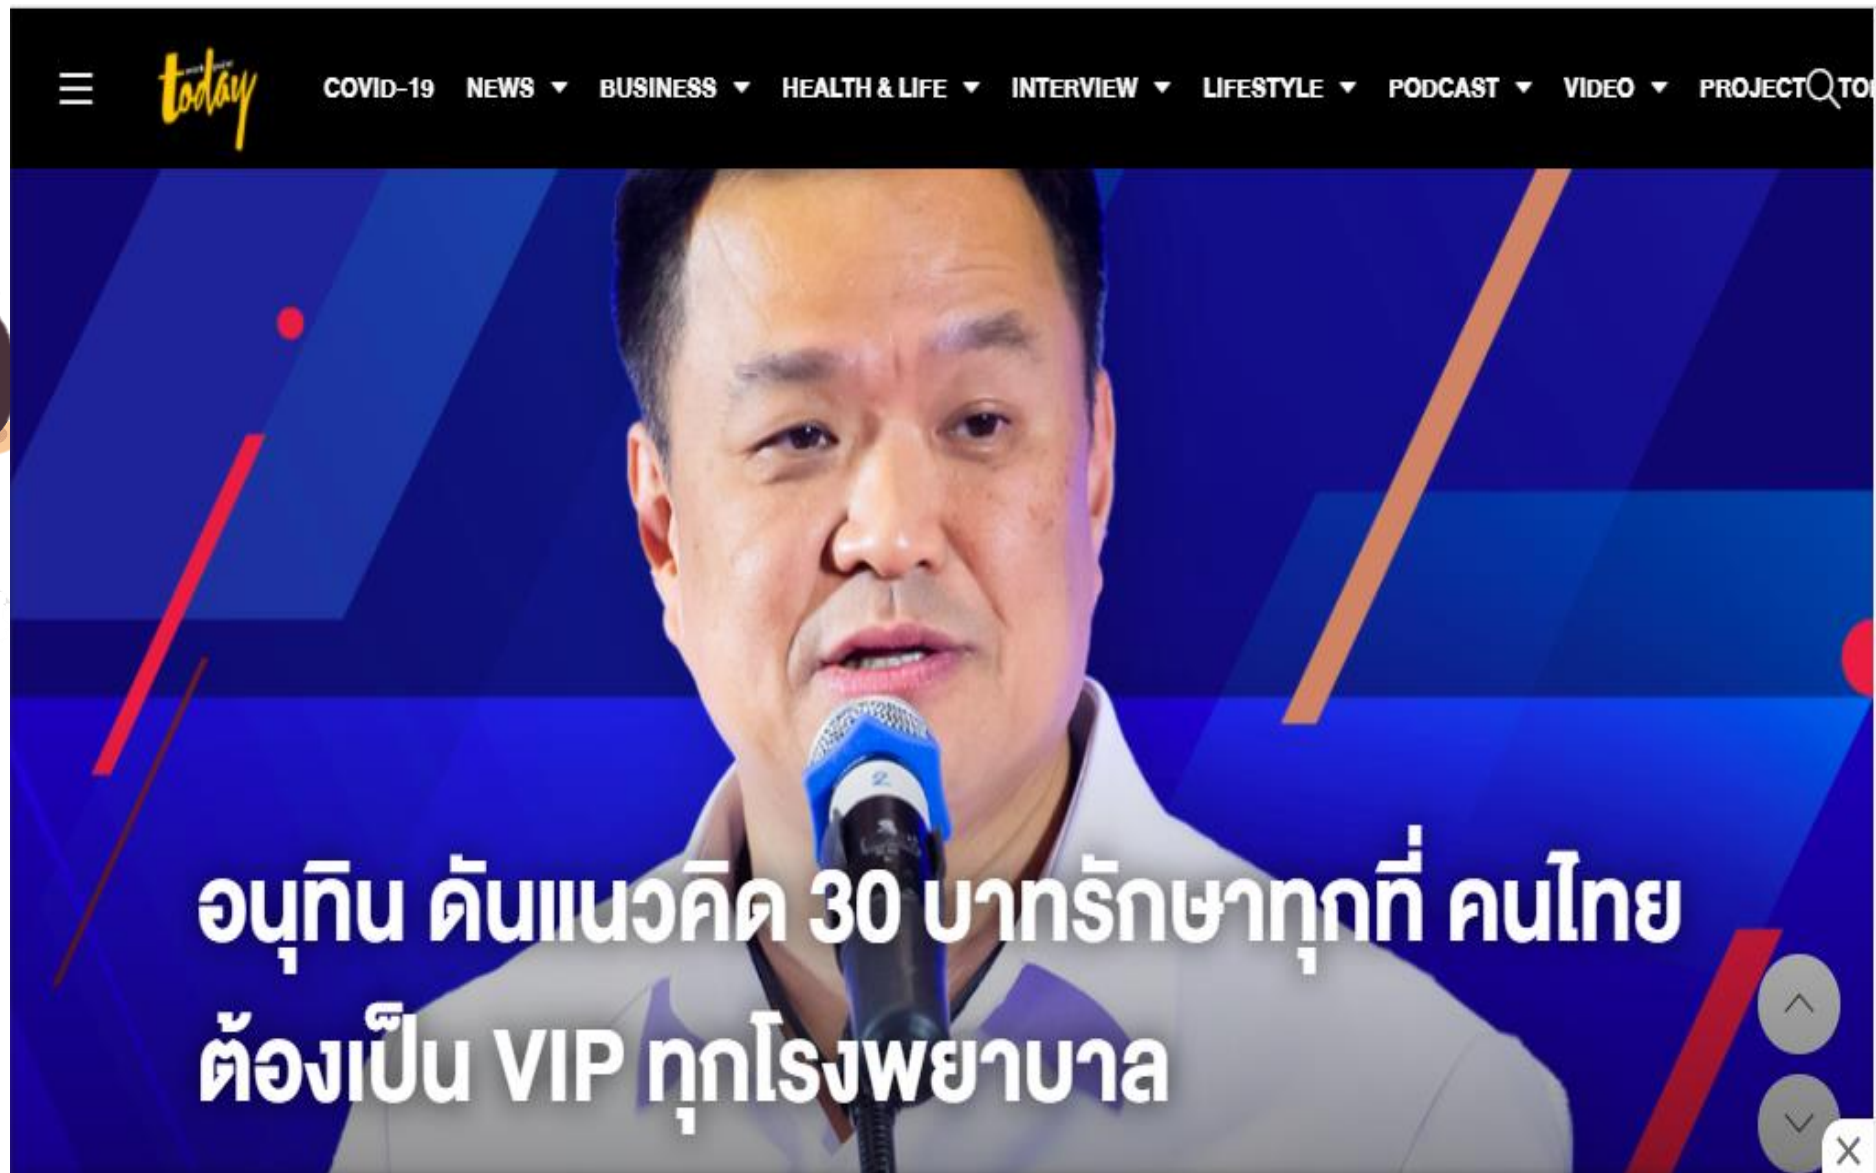 today
COVID-19 NEWS BUSINESS HEALTH & LIFE INTERVIEW LIFESTYLE PODCAST VIDEO PROJECT
2
อนุทิน ดันแนวคิด 30 บาทรักษาทุกที่ คนไทย
ต้องเป็น VIP ทุกโรงพยาบาล